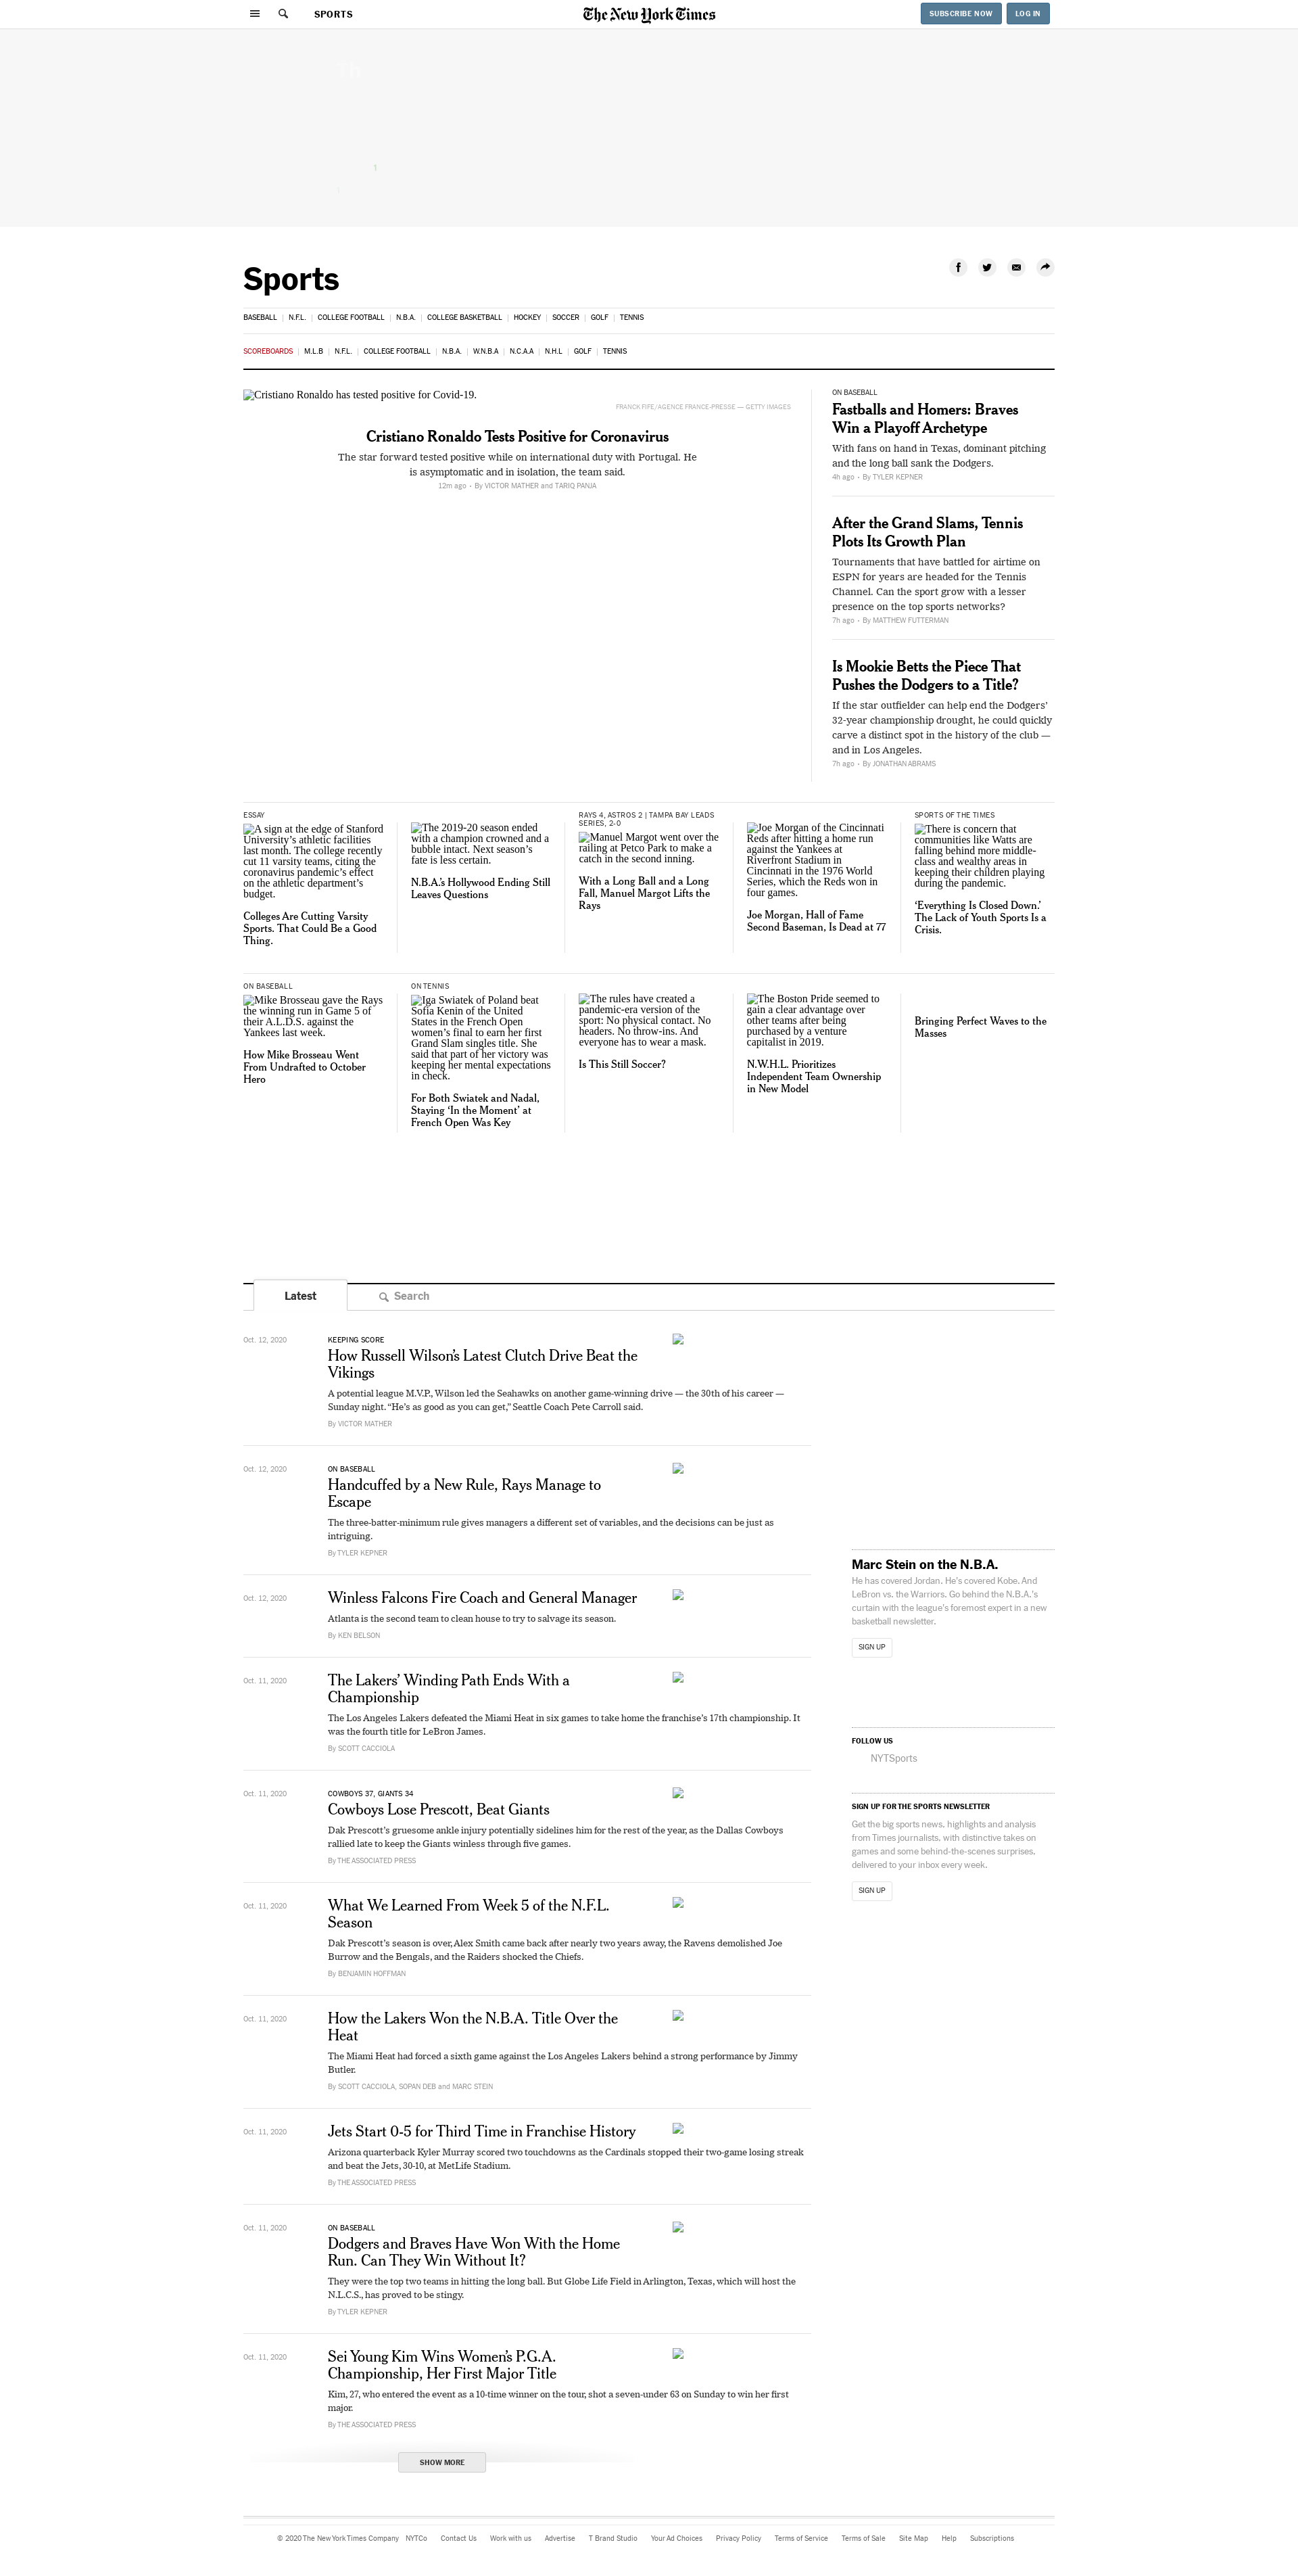 SPORTS
The New York Times
SUBSCRIBE NOW
LOG IN
Sports
BASEBALL | N.F.L. | COLLEGE FOOTBALL | N.B.A. | COLLEGE BASKETBALL | HOCKEY | SOCCER | GOLF | TENNIS
SCOREBOARDS | M.L.B | N.F.L. | COLLEGE FOOTBALL | N.B.A. | W.N.B.A | N.C.A.A | N.H.L | GOLF | TENNIS
Cristiano Ronaldo has tested positive for Covid-19.
FRANCK FIFE/AGENCE FRANCE-PRESSE — GETTY IMAGES
Cristiano Ronaldo Tests Positive for Coronavirus
The star forward tested positive while on international duty with Portugal. He
is asymptomatic and in isolation, the team said.
12m ago • By VICTOR MATHER and TARIQ PANJA
ON BASEBALL
Fastballs and Homers: Braves
Win a Playoff Archetype
With fans on hand in Texas, dominant pitching
and the long ball sank the Dodgers.
4h ago • By TYLER KEPNER
After the Grand Slams, Tennis
Plots Its Growth Plan
Tournaments that have battled for airtime on
ESPN for years are headed for the Tennis
Channel. Can the sport grow with a lesser
presence on the top sports networks?
7h ago • By MATTHEW FUTTERMAN
Is Mookie Betts the Piece That
Pushes the Dodgers to a Title?
If the star outfielder can help end the Dodgers'
32-year championship drought, he could quickly
carve a distinct spot in the history of the club —
and in Los Angeles.
7h ago • By JONATHAN ABRAMS
ESSAY
A sign at the edge of Stanford
University's athletic facilities
last month. The college recently
cut 11 varsity teams, citing the
coronavirus pandemic's effect
on the athletic department's
budget.
Colleges Are Cutting Varsity
Sports. That Could Be a Good
Thing.
The 2019-20 season ended
with a champion crowned and a
bubble intact. Next season's
fate is less certain.
N.B.A.'s Hollywood Ending Still
Leaves Questions
RAYS 4, ASTROS 2 | TAMPA BAY LEADS
SERIES, 2-0
Manuel Margot went over the
railing at Petco Park to make a
catch in the second inning.
With a Long Ball and a Long
Fall, Manuel Margot Lifts the
Rays
Joe Morgan of the Cincinnati
Reds after hitting a home run
against the Yankees at
Riverfront Stadium in
Cincinnati in the 1976 World
Series, which the Reds won in
four games.
Joe Morgan, Hall of Fame
Second Baseman, Is Dead at 77
SPORTS OF THE TIMES
There is concern that
communities like Watts are
falling behind more middle-
class and wealthy areas in
keeping their children playing
during the pandemic.
'Everything Is Closed Down.'
The Lack of Youth Sports Is a
Crisis.
ON BASEBALL
Mike Brosseau gave the Rays
the winning run in Game 5 of
their A.L.D.S. against the
Yankees last week.
How Mike Brosseau Went
From Undrafted to October
Hero
ON TENNIS
Iga Swiatek of Poland beat
Sofia Kenin of the United
States in the French Open
women's final to earn her first
Grand Slam singles title. She
said that part of her victory was
keeping her mental expectations
in check.
For Both Swiatek and Nadal,
Staying 'In the Moment' at
French Open Was Key
The rules have created a
pandemic-era version of the
sport: No physical contact. No
headers. No throw-ins. And
everyone has to wear a mask.
Is This Still Soccer?
The Boston Pride seemed to
gain a clear advantage over
other teams after being
purchased by a venture
capitalist in 2019.
N.W.H.L. Prioritizes
Independent Team Ownership
in New Model
Bringing Perfect Waves to the
Masses
Latest
Search
Oct. 12, 2020
KEEPING SCORE
How Russell Wilson's Latest Clutch Drive Beat the
Vikings
A potential league M.V.P., Wilson led the Seahawks on another game-winning drive — the 30th of his career —
Sunday night. "He's as good as you can get," Seattle Coach Pete Carroll said.
By VICTOR MATHER
Oct. 12, 2020
ON BASEBALL
Handcuffed by a New Rule, Rays Manage to
Escape
The three-batter-minimum rule gives managers a different set of variables, and the decisions can be just as
intriguing.
By TYLER KEPNER
Oct. 12, 2020
Winless Falcons Fire Coach and General Manager
Atlanta is the second team to clean house to try to salvage its season.
By KEN BELSON
Oct. 11, 2020
The Lakers' Winding Path Ends With a
Championship
The Los Angeles Lakers defeated the Miami Heat in six games to take home the franchise's 17th championship. It
was the fourth title for LeBron James.
By SCOTT CACCIOLA
Oct. 11, 2020
COWBOYS 37, GIANTS 34
Cowboys Lose Prescott, Beat Giants
Dak Prescott's gruesome ankle injury potentially sidelines him for the rest of the year, as the Dallas Cowboys
rallied late to keep the Giants winless through five games.
By THE ASSOCIATED PRESS
Oct. 11, 2020
What We Learned From Week 5 of the N.F.L.
Season
Dak Prescott's season is over, Alex Smith came back after nearly two years away, the Ravens demolished Joe
Burrow and the Bengals, and the Raiders shocked the Chiefs.
By BENJAMIN HOFFMAN
Oct. 11, 2020
How the Lakers Won the N.B.A. Title Over the
Heat
The Miami Heat had forced a sixth game against the Los Angeles Lakers behind a strong performance by Jimmy
Butler.
By SCOTT CACCIOLA, SOPAN DEB and MARC STEIN
Oct. 11, 2020
Jets Start 0-5 for Third Time in Franchise History
Arizona quarterback Kyler Murray scored two touchdowns as the Cardinals stopped their two-game losing streak
and beat the Jets, 30-10, at MetLife Stadium.
By THE ASSOCIATED PRESS
Oct. 11, 2020
ON BASEBALL
Dodgers and Braves Have Won With the Home
Run. Can They Win Without It?
They were the top two teams in hitting the long ball. But Globe Life Field in Arlington, Texas, which will host the
N.L.C.S., has proved to be stingy.
By TYLER KEPNER
Oct. 11, 2020
Sei Young Kim Wins Women's P.G.A.
Championship, Her First Major Title
Kim, 27, who entered the event as a 10-time winner on the tour, shot a seven-under 63 on Sunday to win her first
major.
By THE ASSOCIATED PRESS
SHOW MORE
Marc Stein on the N.B.A.
He has covered Jordan. He's covered Kobe. And
LeBron vs. the Warriors. Go behind the N.B.A.'s
curtain with the league's foremost expert in a new
basketball newsletter.
SIGN UP
FOLLOW US
NYTSports
SIGN UP FOR THE SPORTS NEWSLETTER
Get the big sports news, highlights and analysis
from Times journalists, with distinctive takes on
games and some behind-the-scenes surprises,
delivered to your inbox every week.
SIGN UP
© 2020 The New York Times Company NYTCo Contact Us Work with us Advertise T Brand Studio Your Ad Choices Privacy Policy Terms of Service Terms of Sale Site Map Help Subscriptions